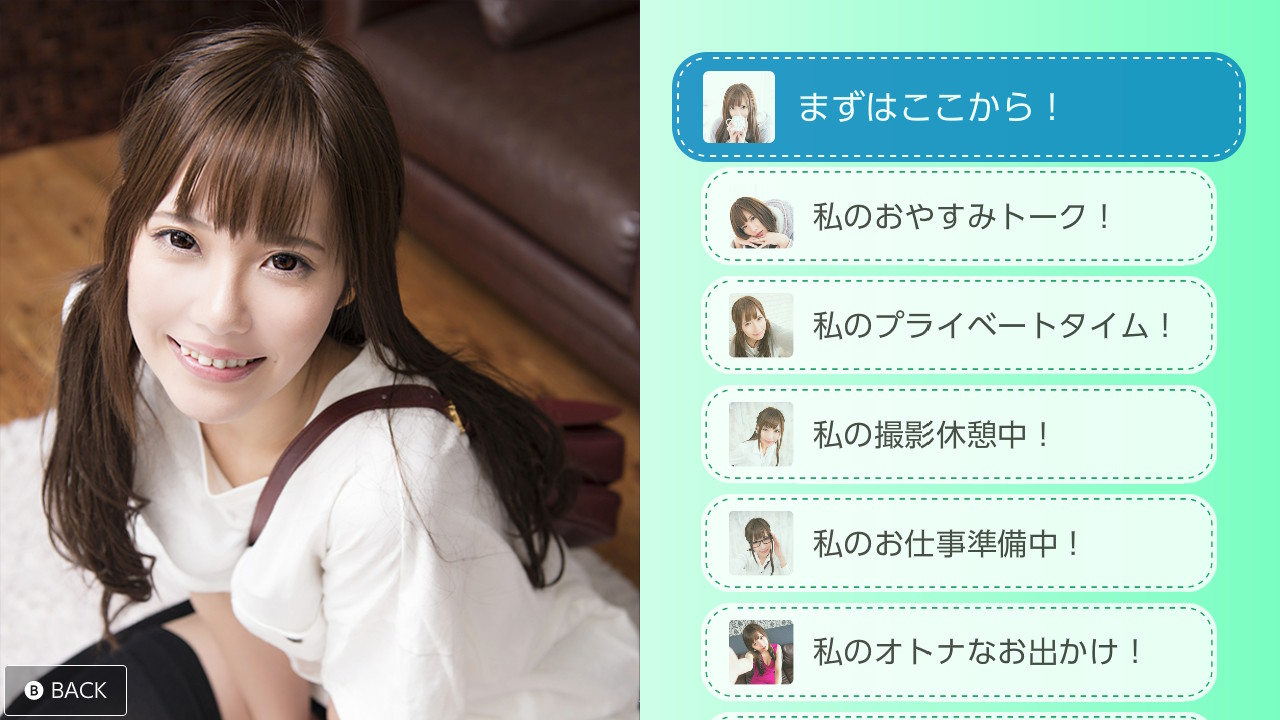 まずはここから！
私のおやすみトーク！
私のプライベートタイム！
私の撮影休憩中！
私のお仕事準備中！
私のオトナなお出かけ！
B BACK